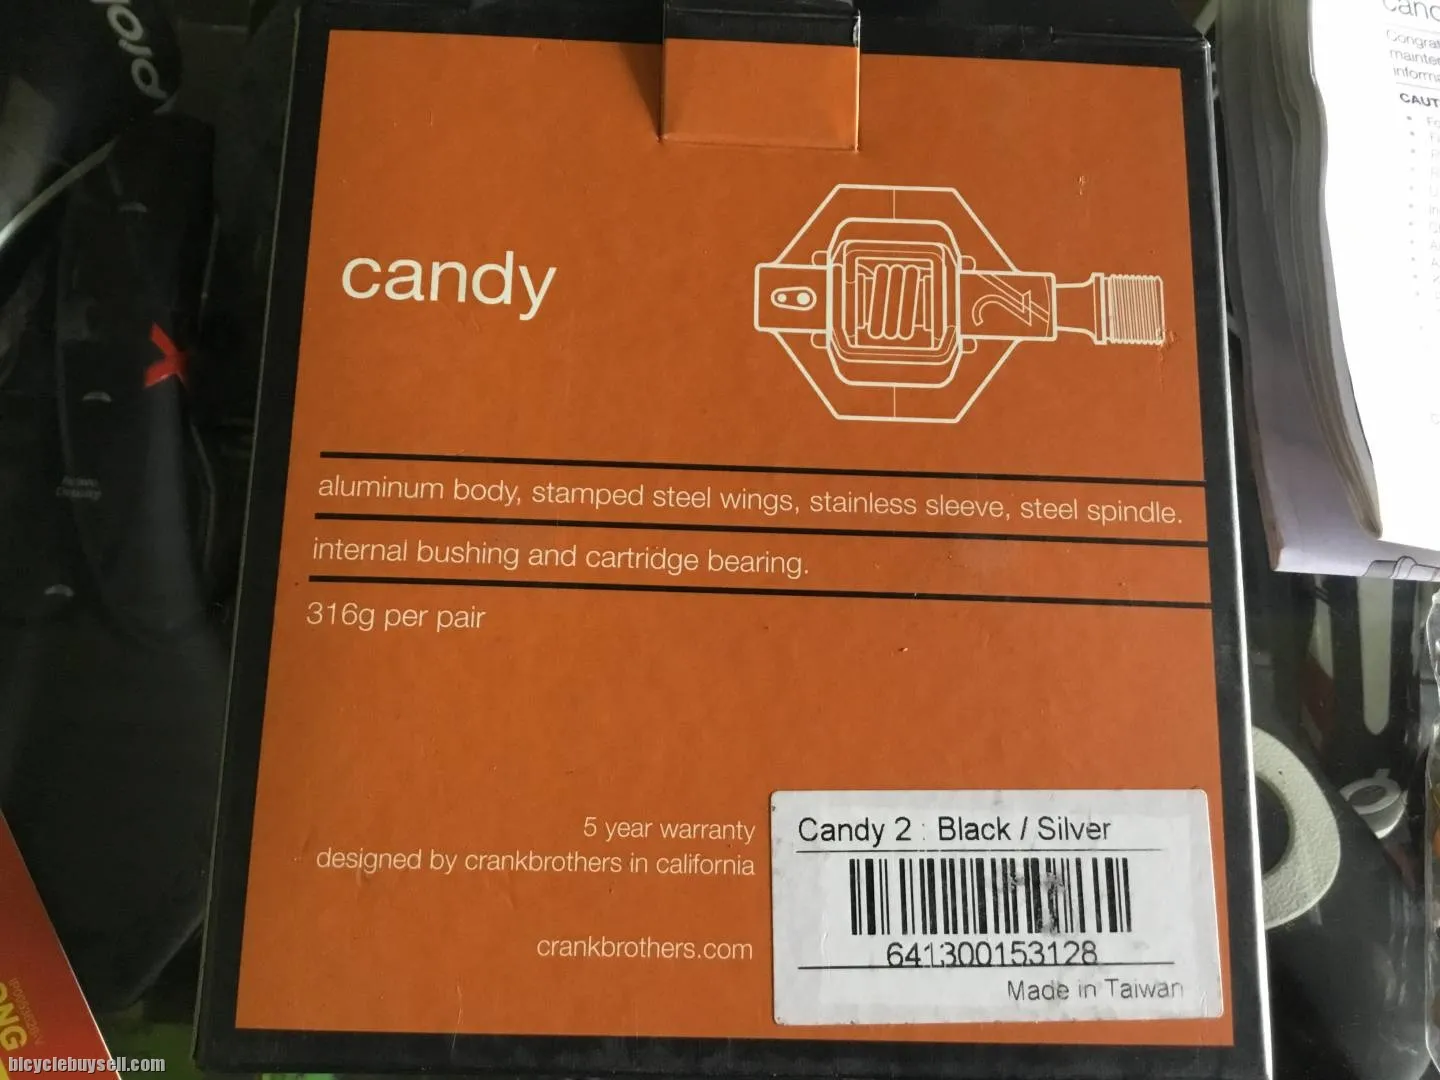 candy
aluminum body, stamped steel wings, stainless sleeve, steel spindle.
internal bushing and cartridge bearing.
316g per pair
5 year warranty
designed by crankbrothers in california
crankbrothers.com
Candy 2 : Black / Silver
641300153128
Made in Taiwan
CAUT
bicyclebuysell.com